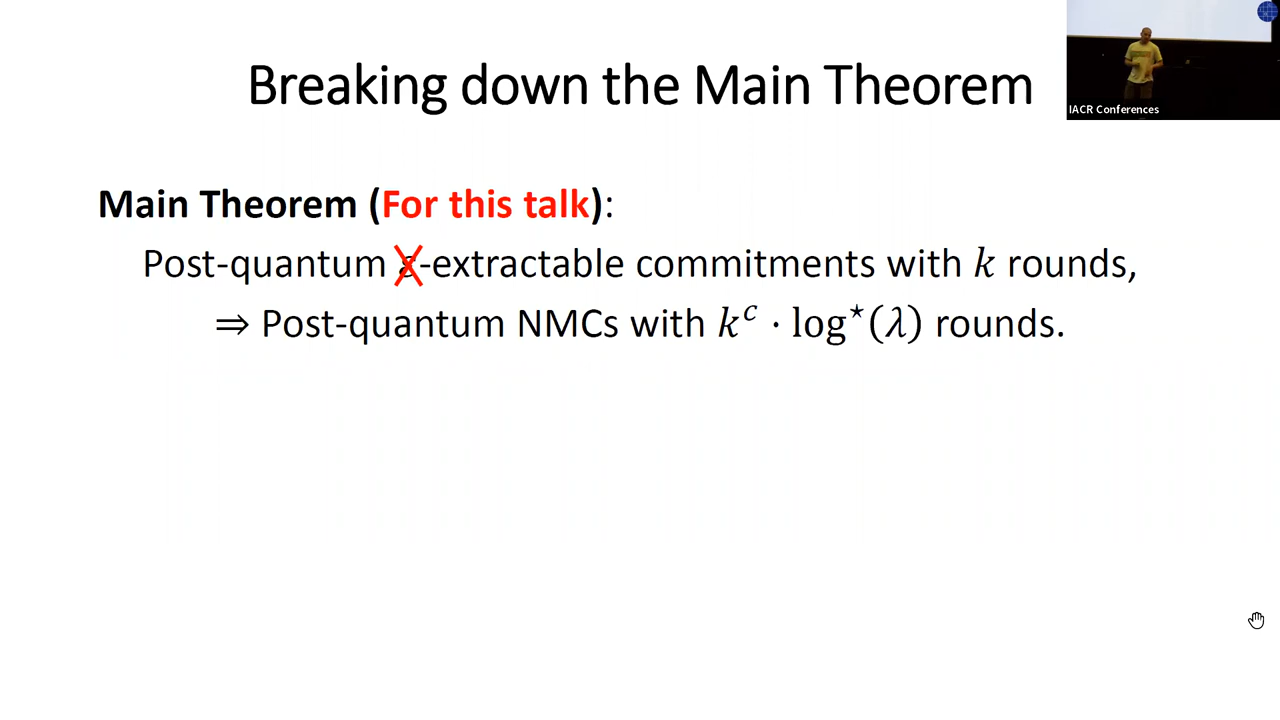 Breaking down the Main Theorem
IACR Conferences
Main Theorem (For this talk):
Post-quantum ε-extractable commitments with k rounds,
⇒ Post-quantum NMCs with k^c · log*(λ) rounds.